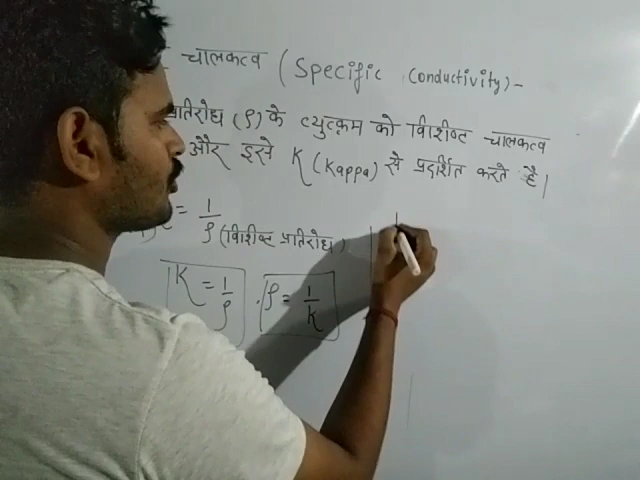 चालकत्व (Specific Conductivity)-
प्रतिरोध (ρ) के व्युत्क्रम को विशिष्ट चालकत्व
और इसे K (Kappa) से प्रदर्शित करते है।
= 1/ρ (विशिष्ट प्रतिरोध)
K = 1/ρ . ρ = 1/K